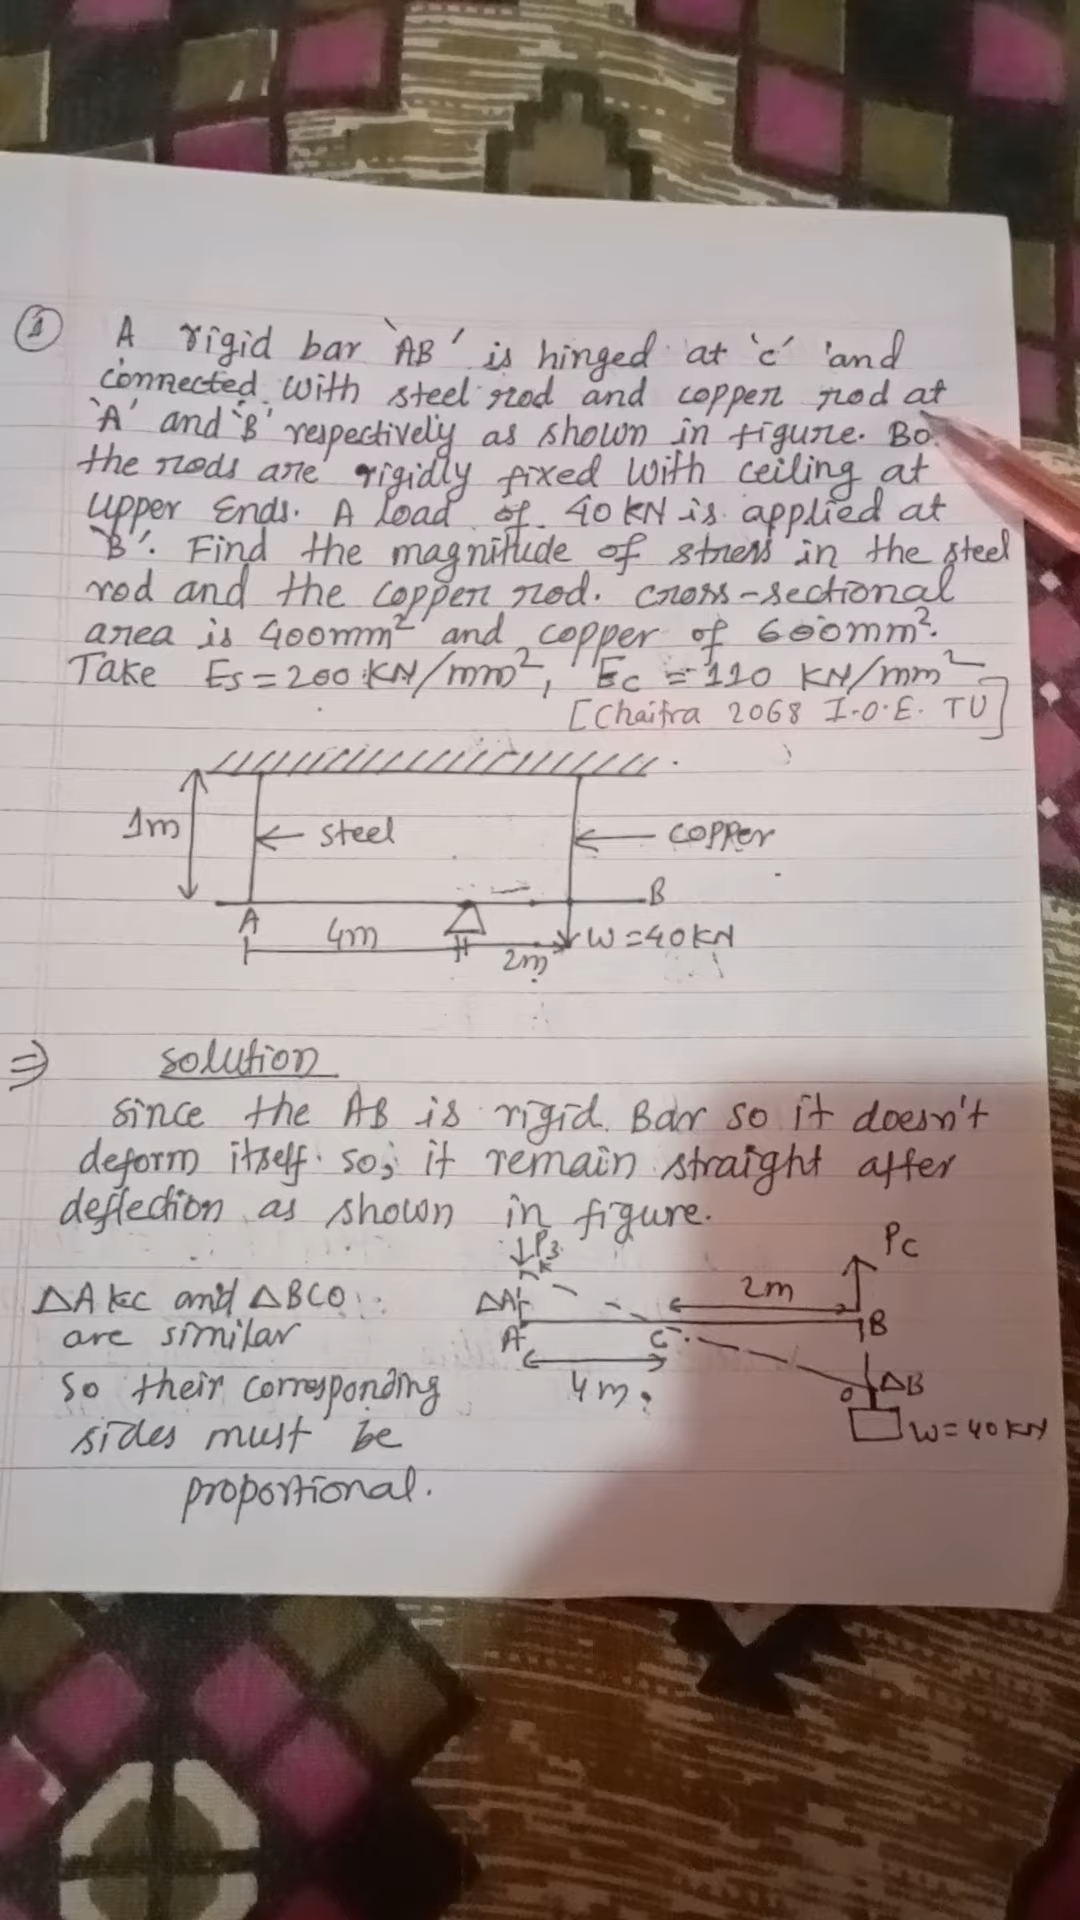 1
A rigid bar `AB' is hinged at 'c' 'and
connected with steel rod and copper rod at
`A' and `B' respectively as shown in figure. Bo
the rods are rigidly fixed with ceiling at
upper Ends. A load of 40 KN is applied at
`B'. Find the magnitude of stress in the steel
rod and the copper rod. cross-sectional
area is 400mm² and copper of 600mm².
Take Es = 200 KN/mm², Ec = 110 KN/mm²
[Chaitra 2068 I.O.E. TU]
1m
steel
copper
A
B
4m
2m
W = 40 KN
⇒ solution
since the AB is rigid Bar so it doesn't
deform itself. so, it remain straight after
deflection as shown in figure.
Pc
2m
ΔA
A
C
B
4m
ΔB
W = 40 KN
and ΔBCO
are similar
so their corresponding
sides must be
proportional.